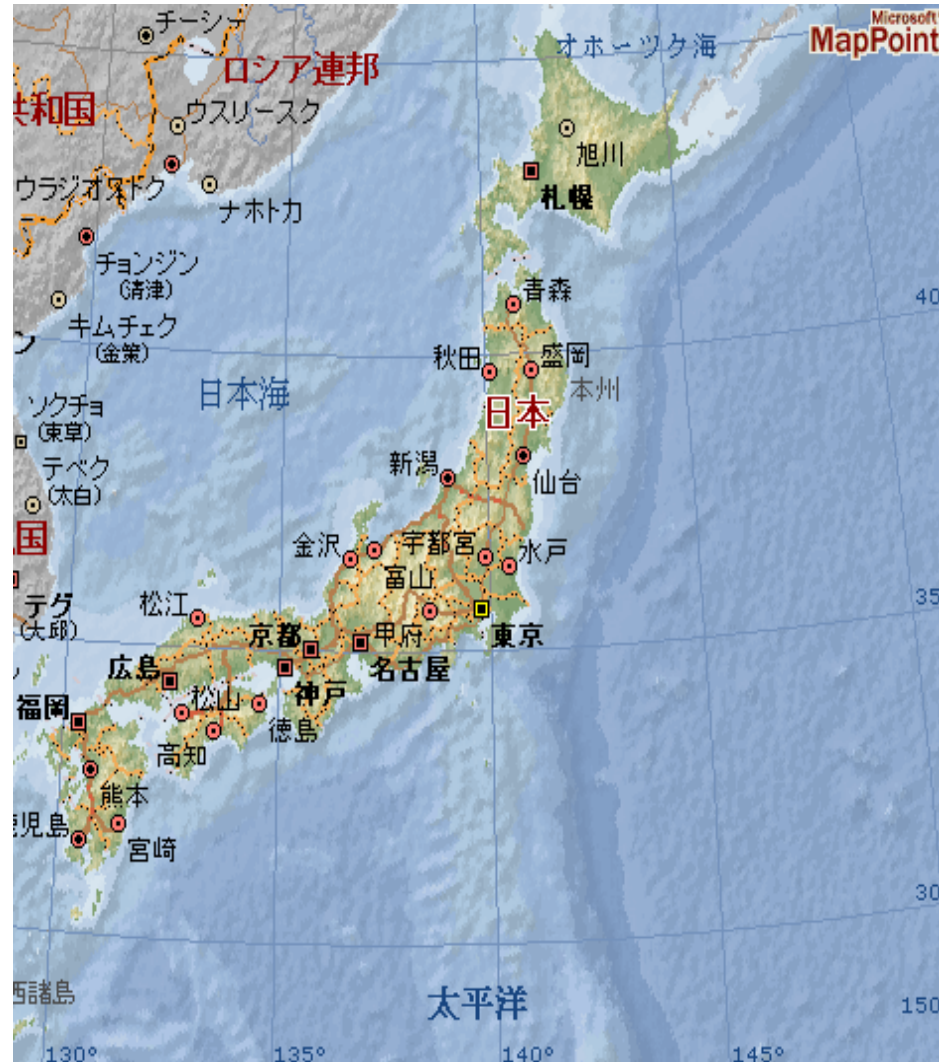 Microsoft
MapPoint
チーシー
オホーツク海
ロシア連邦
共和国
ウスリースク
旭川
ウラジオストク
ナホトカ
札幌
チョンジン
(清津)
青森
40
キムチェク
(金策)
ン
秋田
盛岡
本州
日本海
ソクチョ
(東草)
日本
テベク
(太白)
新潟
仙台
国
金沢
宇都宮
水戸
富山
テグ
(大邱)
松江
35
京都
甲府
東京
広島
名古屋
福岡
松山
神戸
徳島
高知
熊本
児島
宮崎
30
西諸島
太平洋
150
130°
135°
140°
145°